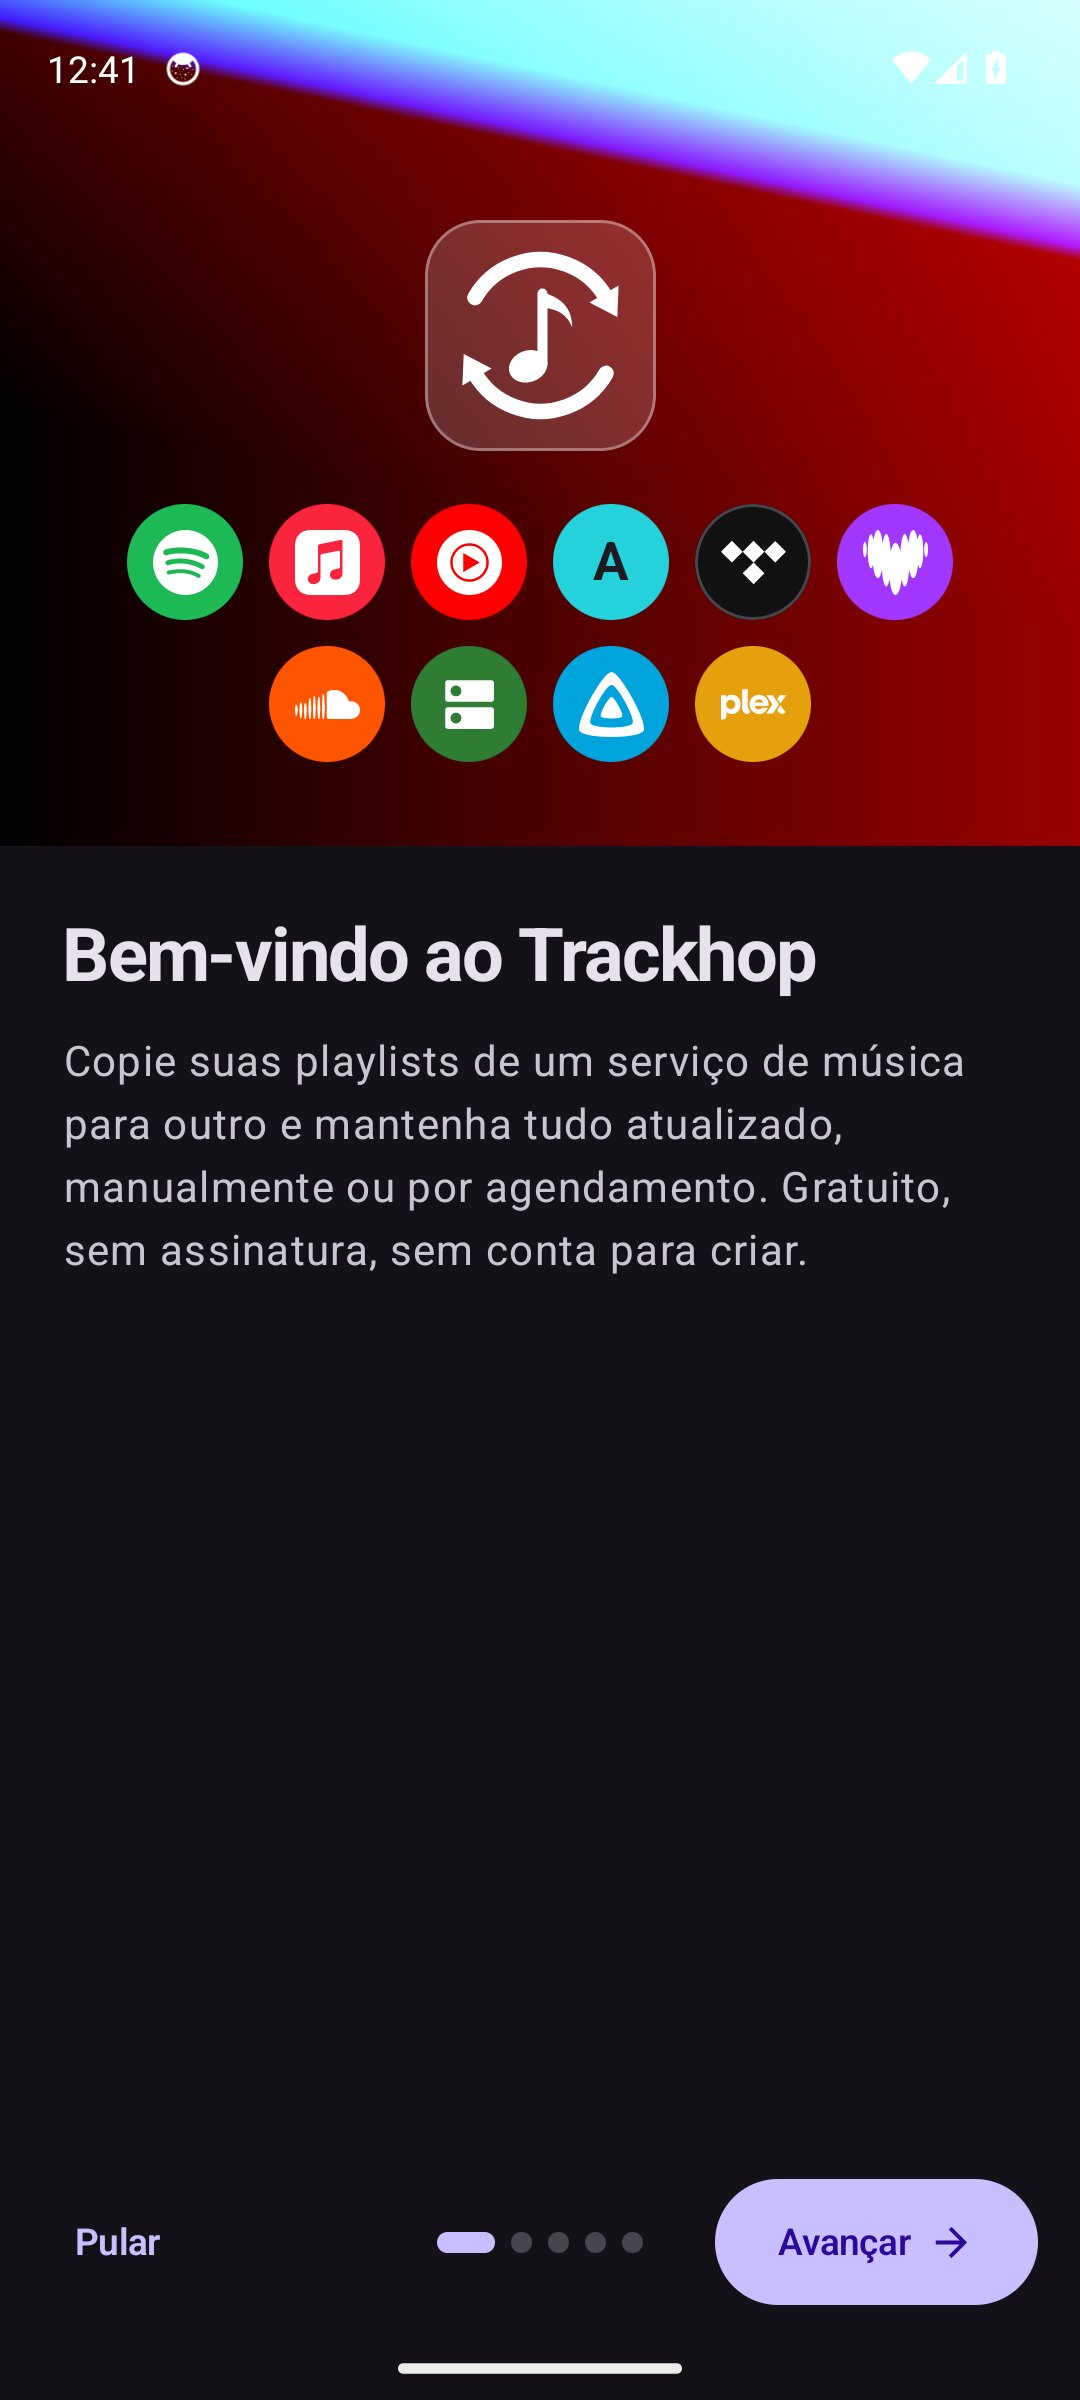 12:41
A
plex
Bem-vindo ao Trackhop
Copie suas playlists de um serviço de música
para outro e mantenha tudo atualizado,
manualmente ou por agendamento. Gratuito,
sem assinatura, sem conta para criar.
Pular
Avançar